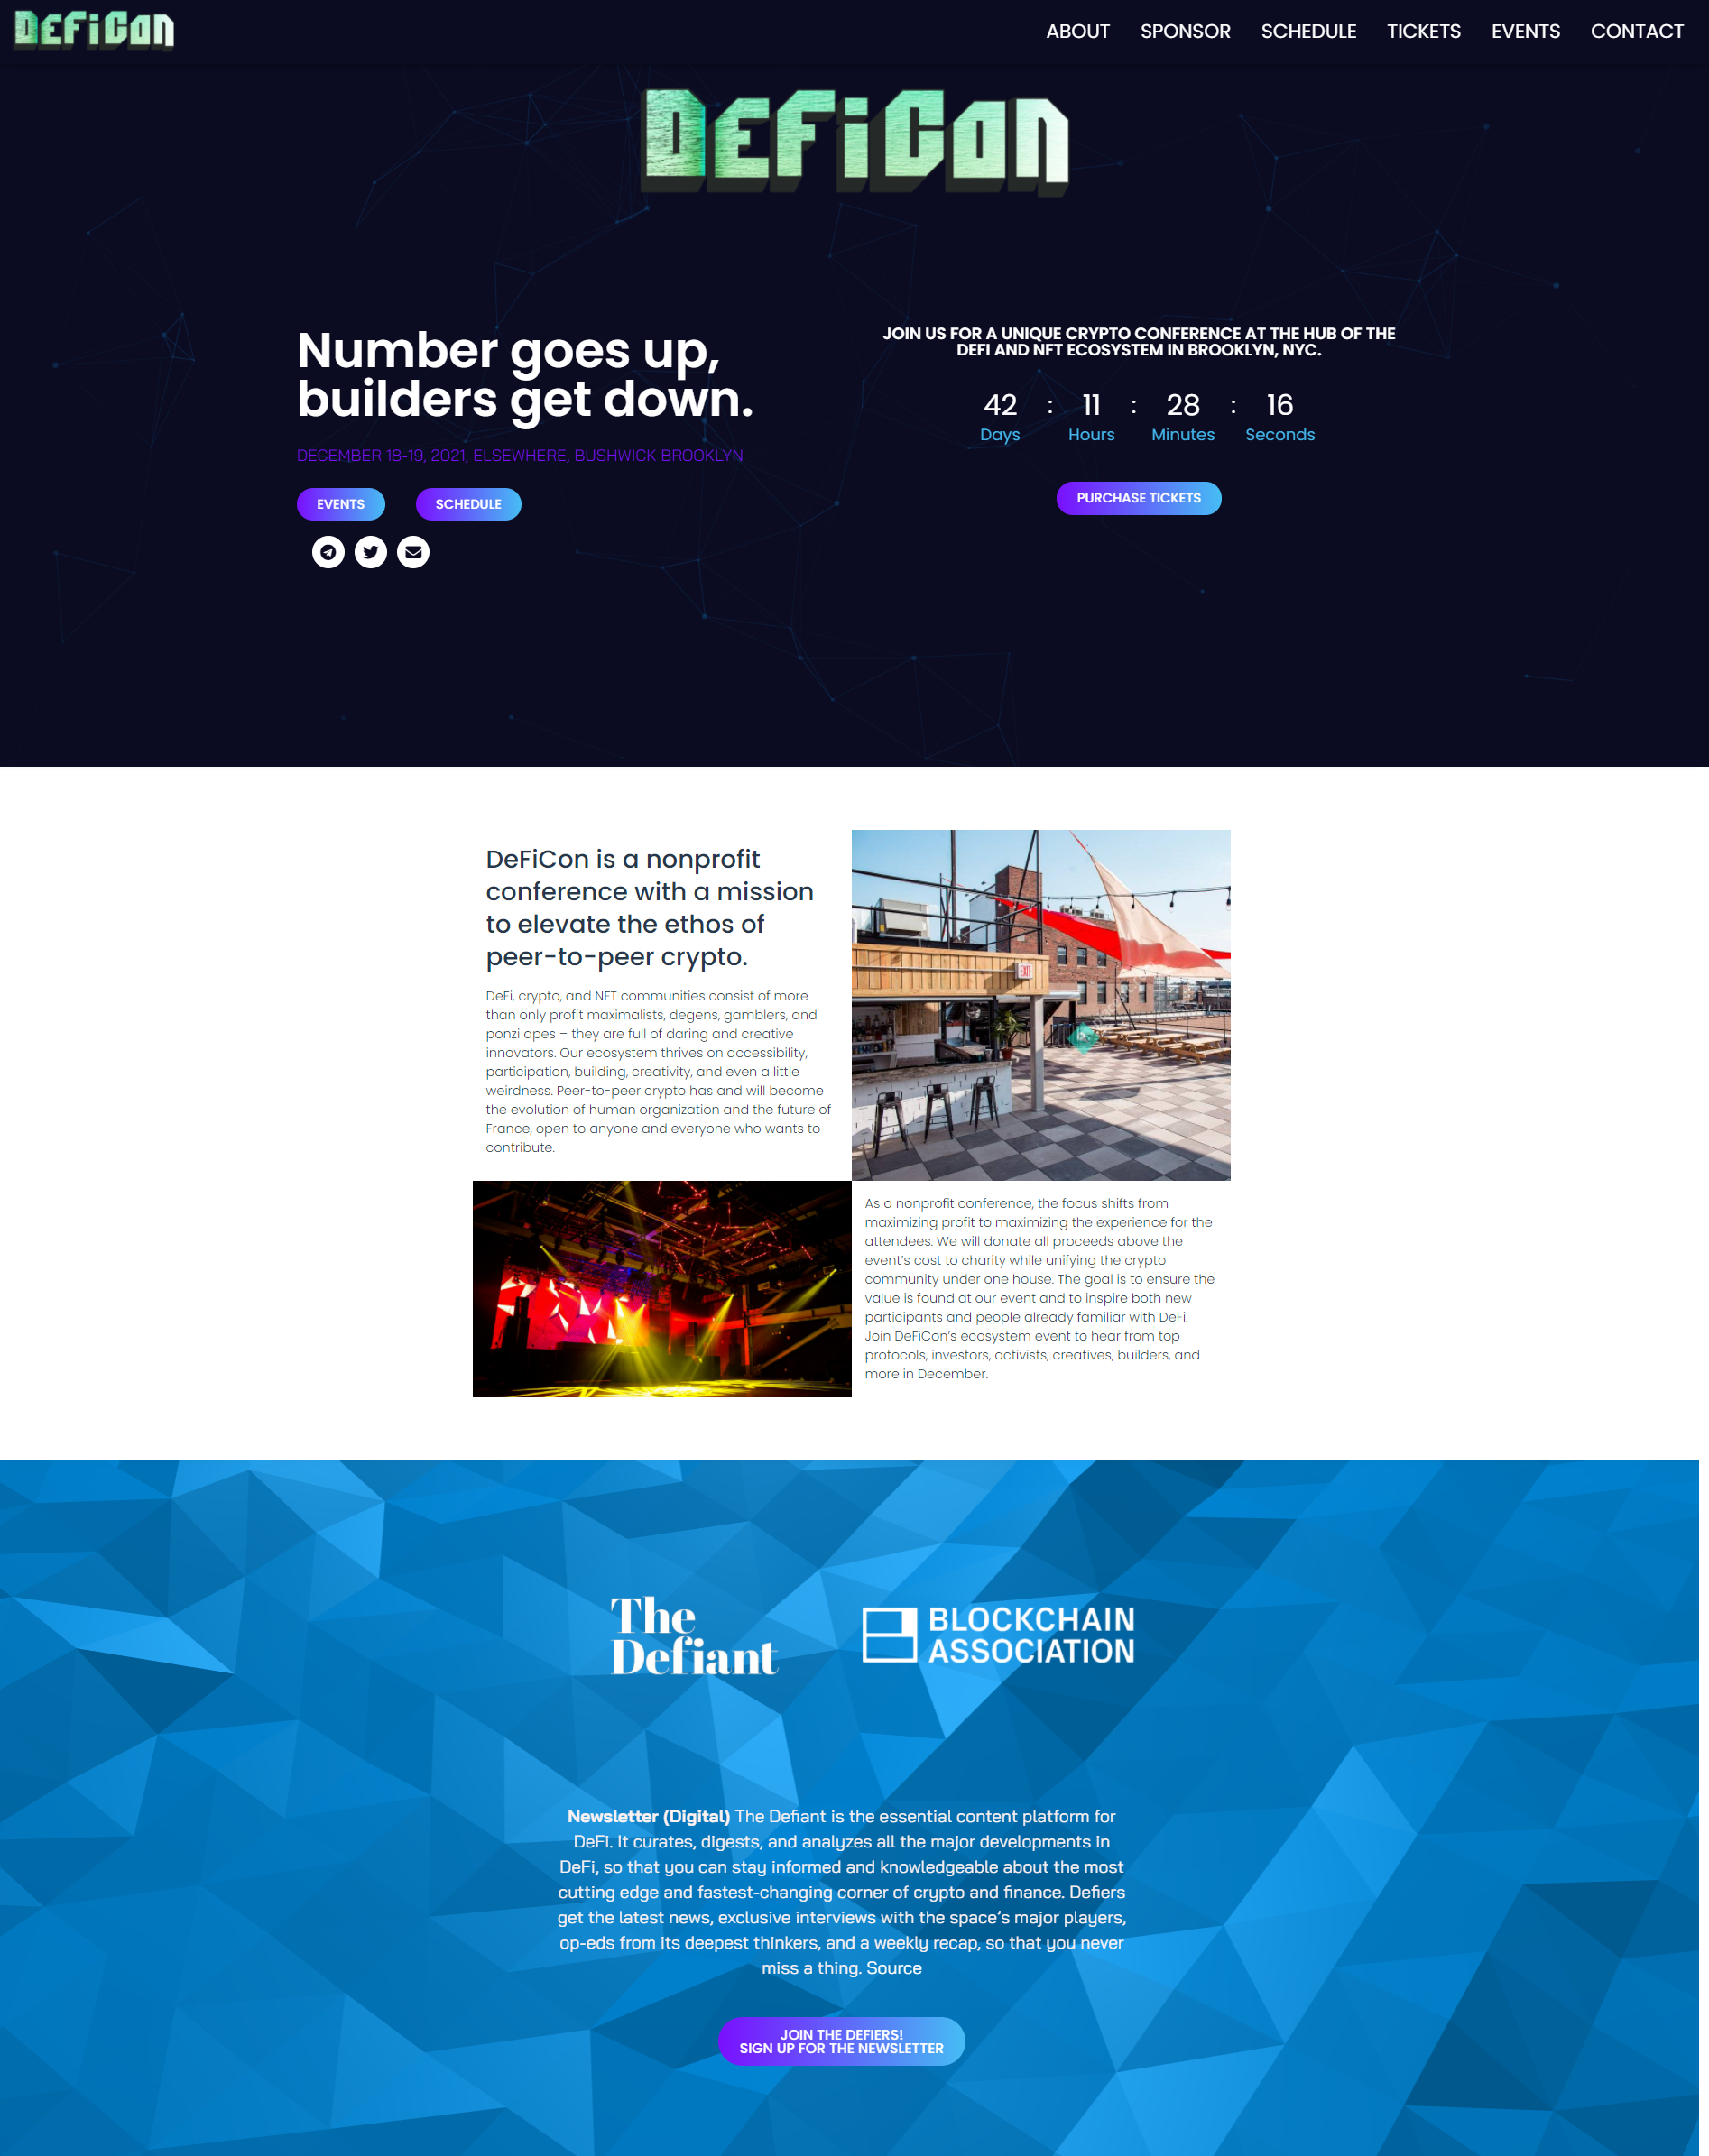 DEFiCon
ABOUT SPONSOR SCHEDULE TICKETS EVENTS CONTACT
DEFiCon
Number goes up,
builders get down.
DECEMBER 18-19, 2021, ELSEWHERE, BUSHWICK BROOKLYN
EVENTS SCHEDULE
JOIN US FOR A UNIQUE CRYPTO CONFERENCE AT THE HUB OF THE
DEFI AND NFT ECOSYSTEM IN BROOKLYN, NYC.
42 : 11 : 28 : 16
Days Hours Minutes Seconds
PURCHASE TICKETS
DeFiCon is a nonprofit
conference with a mission
to elevate the ethos of
peer-to-peer crypto.
DeFi, crypto, and NFT communities consist of more
than only profit maximalists, degens, gamblers, and
ponzi apes – they are full of daring and creative
innovators. Our ecosystem thrives on accessibility,
participation, building, creativity, and even a little
weirdness. Peer-to-peer crypto has and will become
the evolution of human organization and the future of
France, open to anyone and everyone who wants to
contribute.
EXIT
As a nonprofit conference, the focus shifts from
maximizing profit to maximizing the experience for the
attendees. We will donate all proceeds above the
event's cost to charity while unifying the crypto
community under one house. The goal is to ensure the
value is found at our event and to inspire both new
participants and people already familiar with DeFi.
Join DeFiCon's ecosystem event to hear from top
protocols, investors, activists, creatives, builders, and
more in December.
The
Defiant
BLOCKCHAIN
ASSOCIATION
Newsletter (Digital) The Defiant is the essential content platform for
DeFi. It curates, digests, and analyzes all the major developments in
DeFi, so that you can stay informed and knowledgeable about the most
cutting edge and fastest-changing corner of crypto and finance. Defiers
get the latest news, exclusive interviews with the space's major players,
op-eds from its deepest thinkers, and a weekly recap, so that you never
miss a thing. Source
JOIN THE DEFIERS!
SIGN UP FOR THE NEWSLETTER